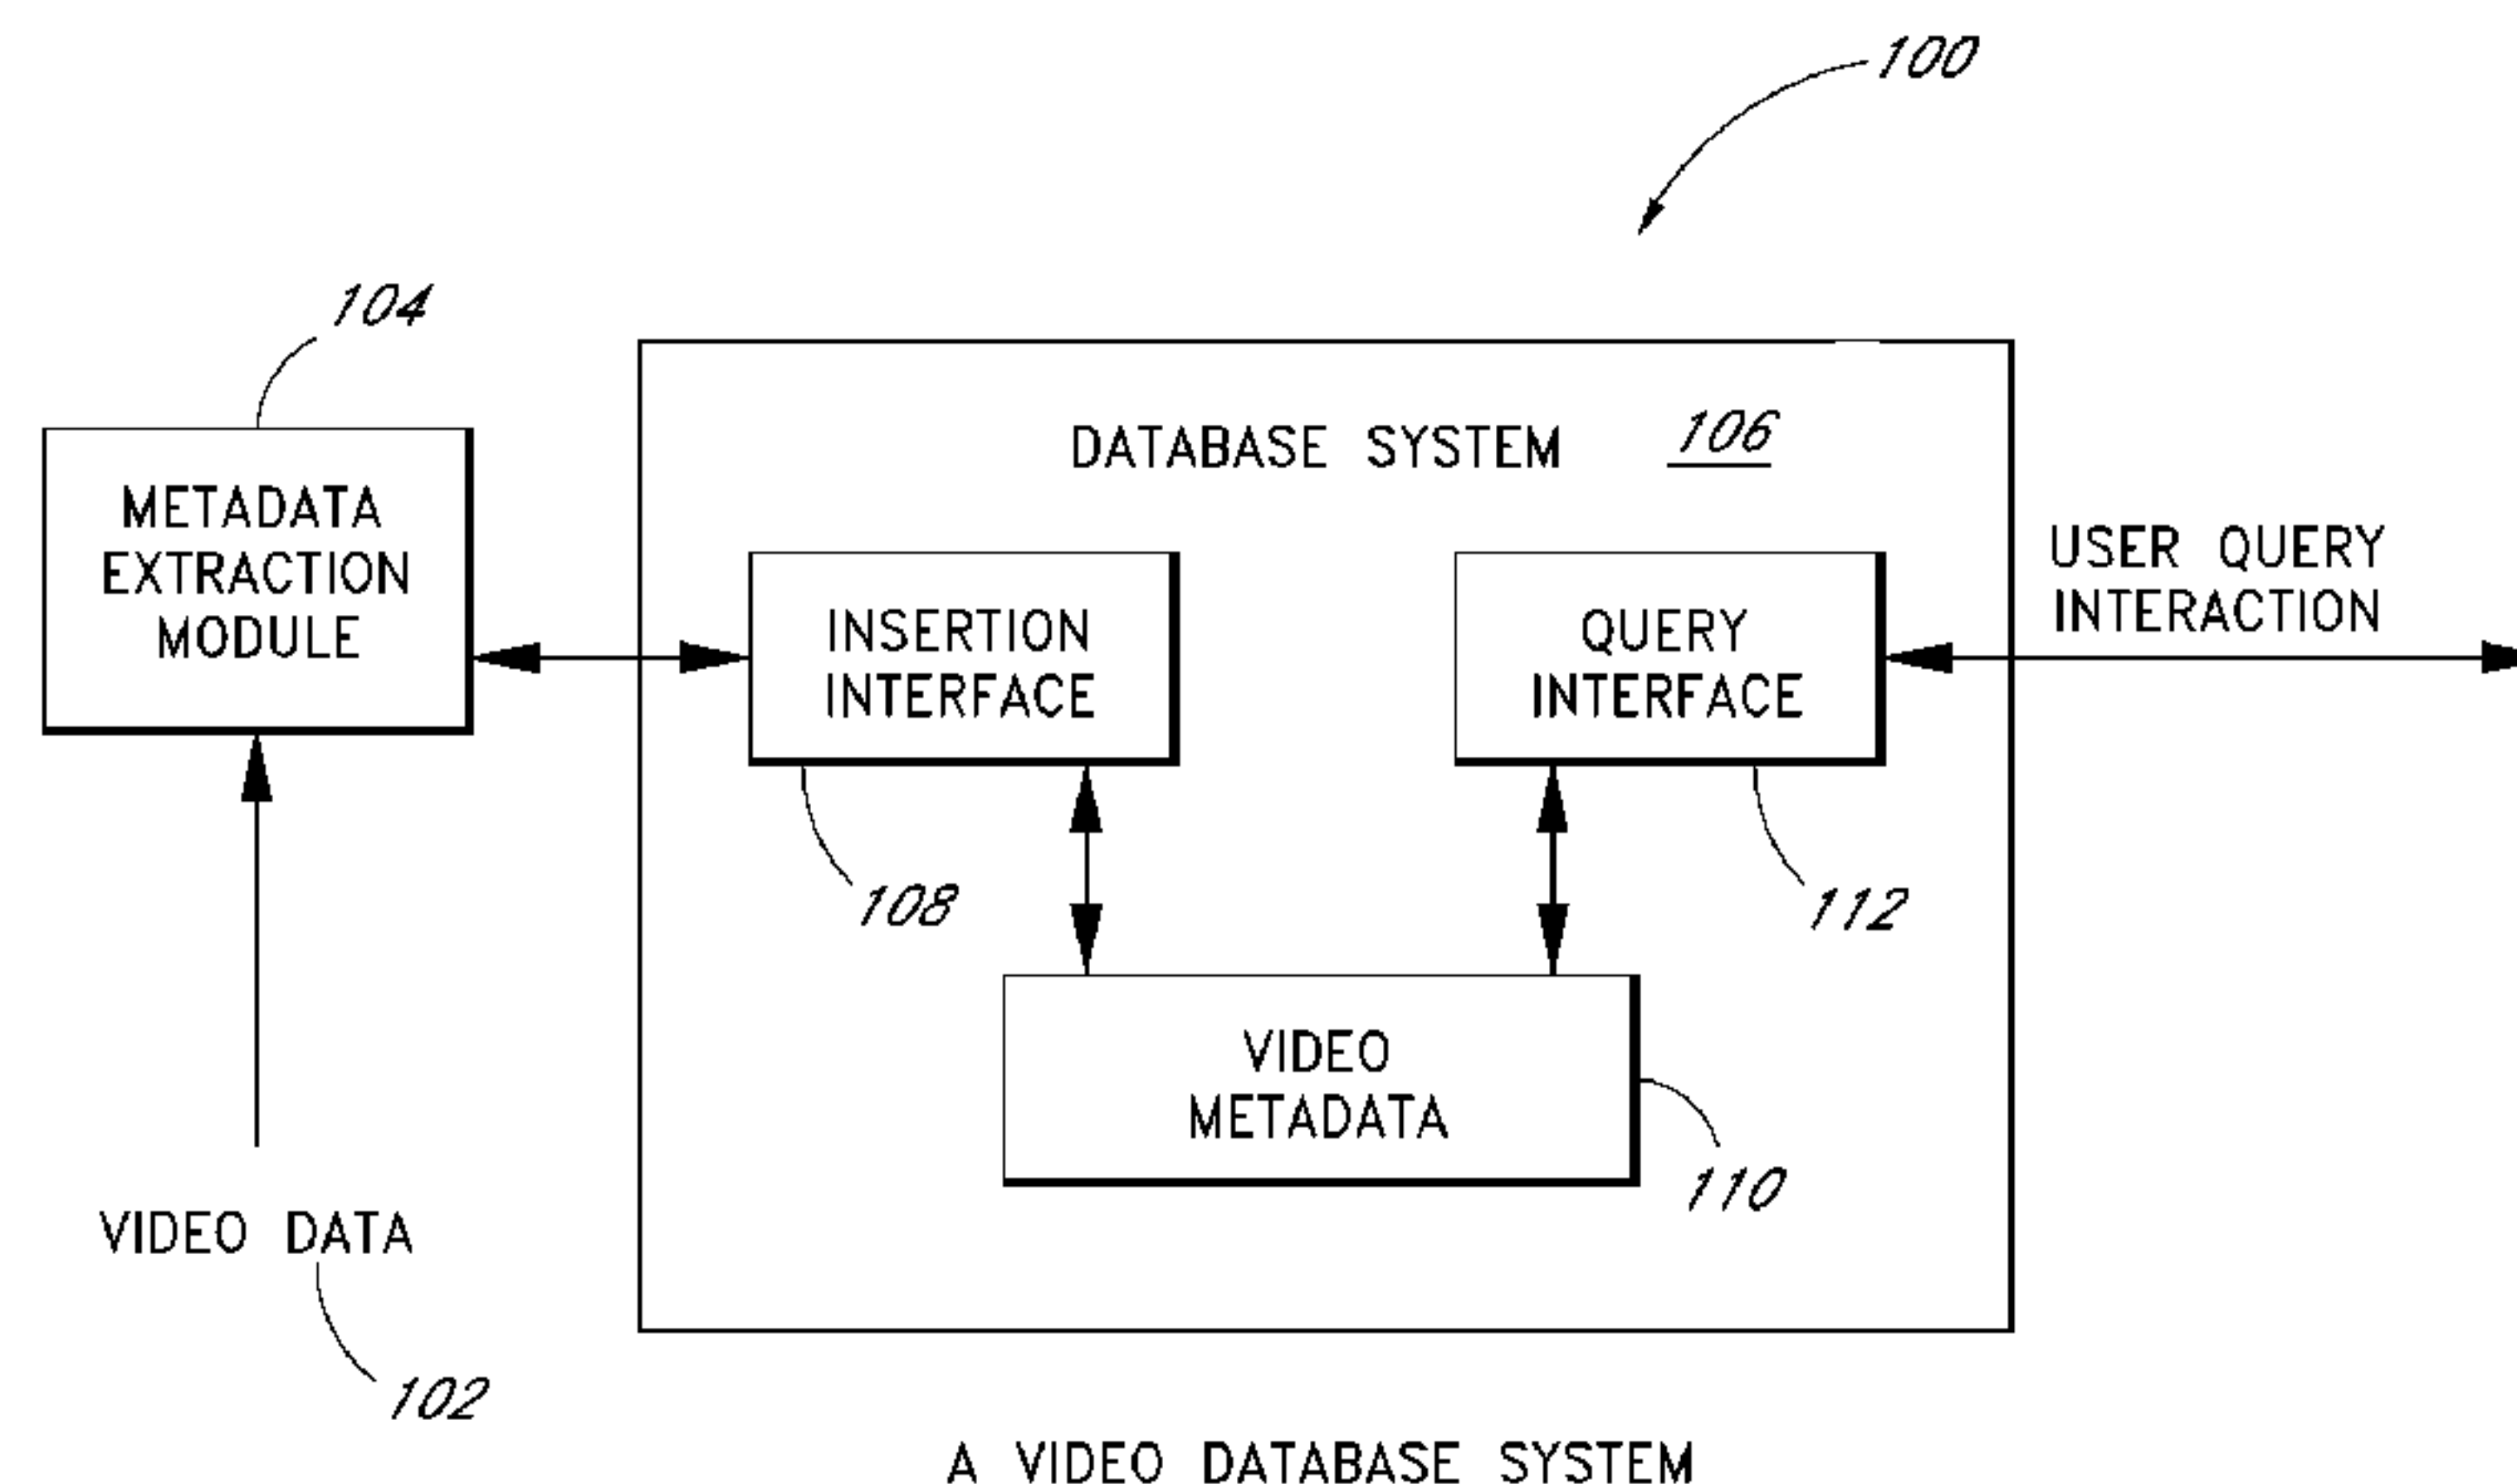 100
104
DATABASE SYSTEM 106
METADATA
EXTRACTION
MODULE
INSERTION
INTERFACE
QUERY
INTERFACE
USER QUERY
INTERACTION
108
112
VIDEO
METADATA
110
VIDEO DATA
102
A VIDEO DATABASE SYSTEM